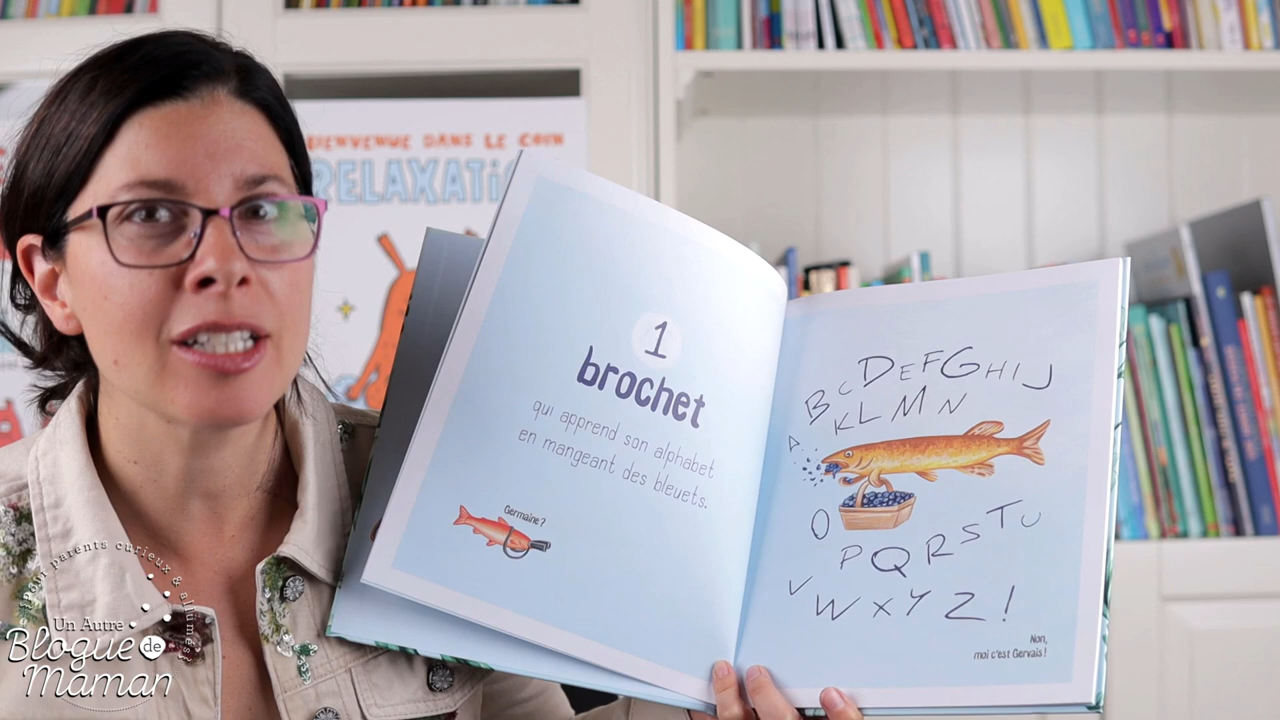 BIENVENUE DANS LE COIN
RELAXATI
1
brochet
qui apprend son alphabet
en mangeant des bleuets.
Germaine ?
A B C D E F G H I J
K L M N
O
P Q R S T U
V W X Y Z !
Non,
moi c'est Gervais !
pour parents curieux & allumés!
Un Autre
Blogue de
Maman